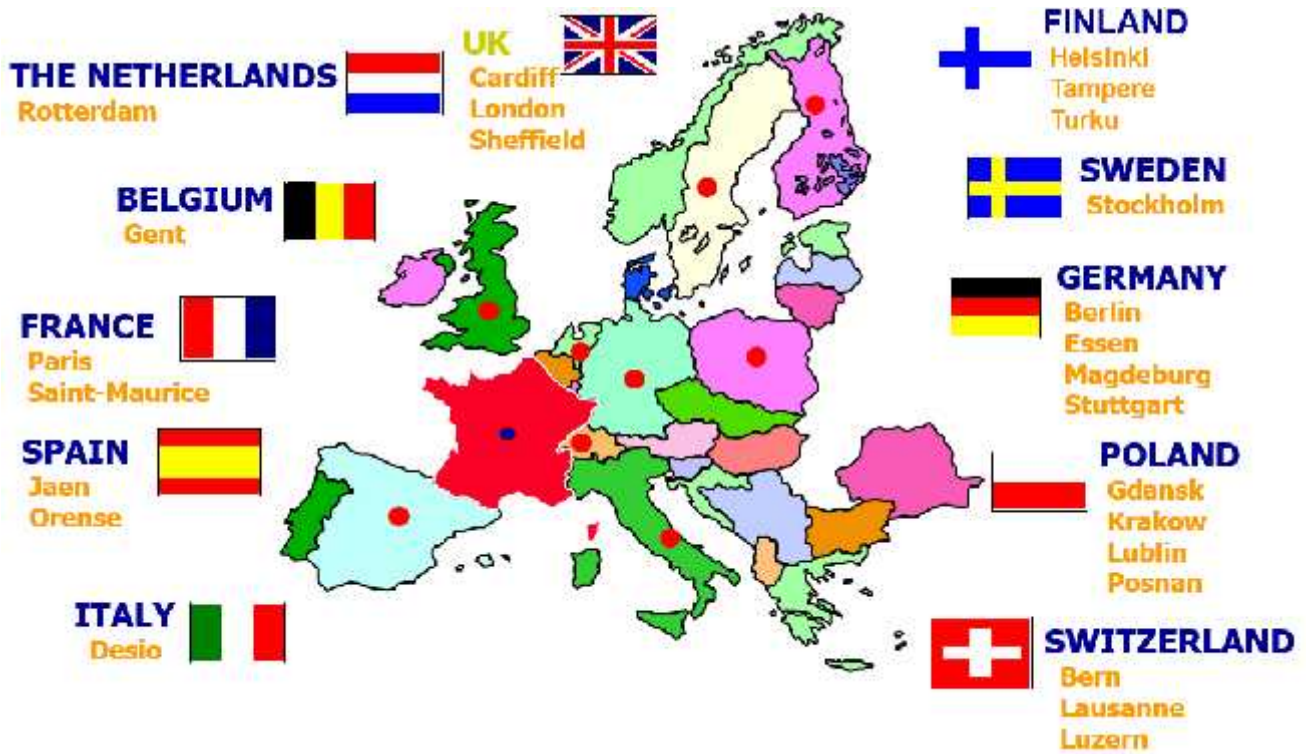 THE NETHERLANDS
Rotterdam
UK
Cardiff
London
Sheffield
BELGIUM
Gent
FRANCE
Paris
Saint-Maurice
SPAIN
Jaen
Orense
ITALY
Desio
FINLAND
Helsinki
Tampere
Turku
SWEDEN
Stockholm
GERMANY
Berlin
Essen
Magdeburg
Stuttgart
POLAND
Gdansk
Krakow
Lublin
Posnan
SWITZERLAND
Bern
Lausanne
Luzern